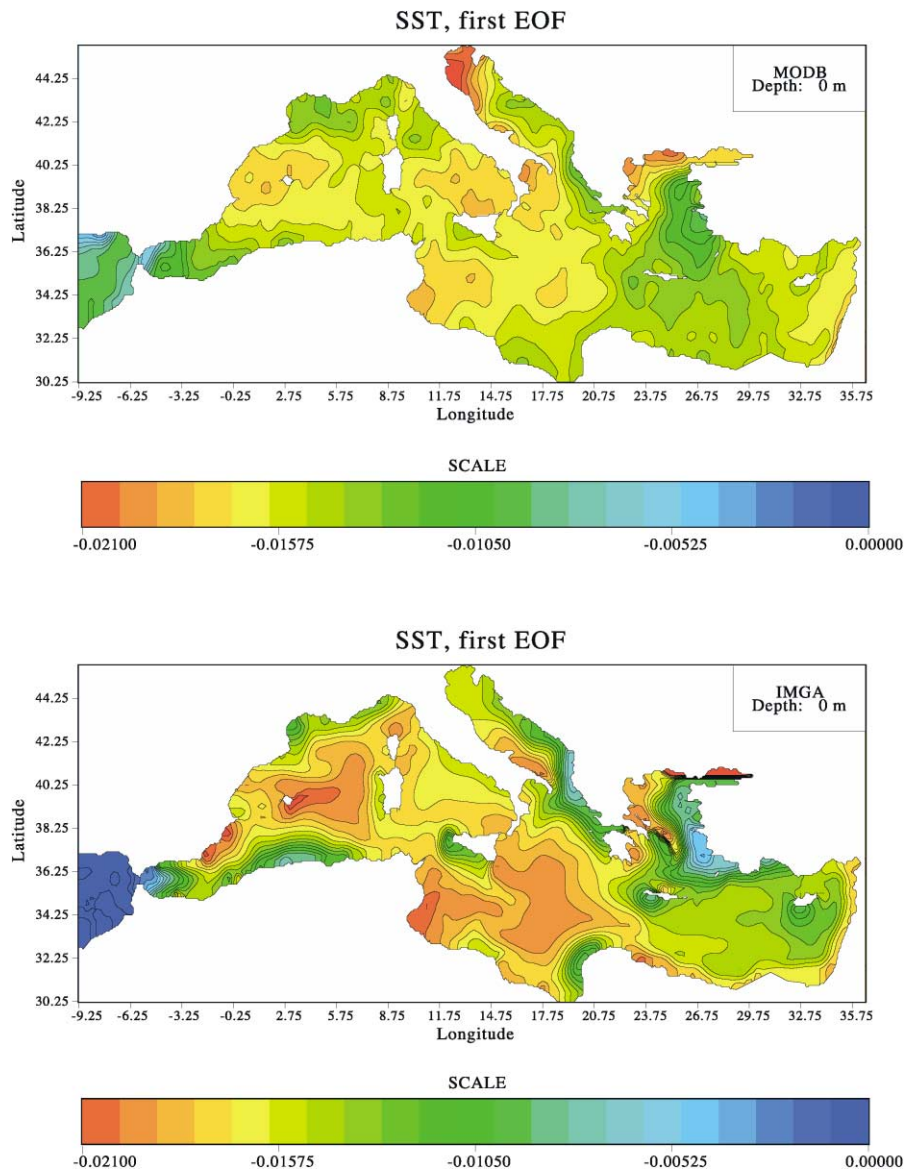 SST, first EOF
MODB
Depth: 0 m
44.25
42.25
40.25
38.25
36.25
34.25
32.25
30.25
Latitude
-9.25 -6.25 -3.25 -0.25 2.75 5.75 8.75 11.75 14.75 17.75 20.75 23.75 26.75 29.75 32.75 35.75
Longitude
SCALE
-0.02100 -0.01575 -0.01050 -0.00525 0.00000
SST, first EOF
IMGA
Depth: 0 m
44.25
42.25
40.25
38.25
36.25
34.25
32.25
30.25
Latitude
-9.25 -6.25 -3.25 -0.25 2.75 5.75 8.75 11.75 14.75 17.75 20.75 23.75 26.75 29.75 32.75 35.75
Longitude
SCALE
-0.02100 -0.01575 -0.01050 -0.00525 0.00000